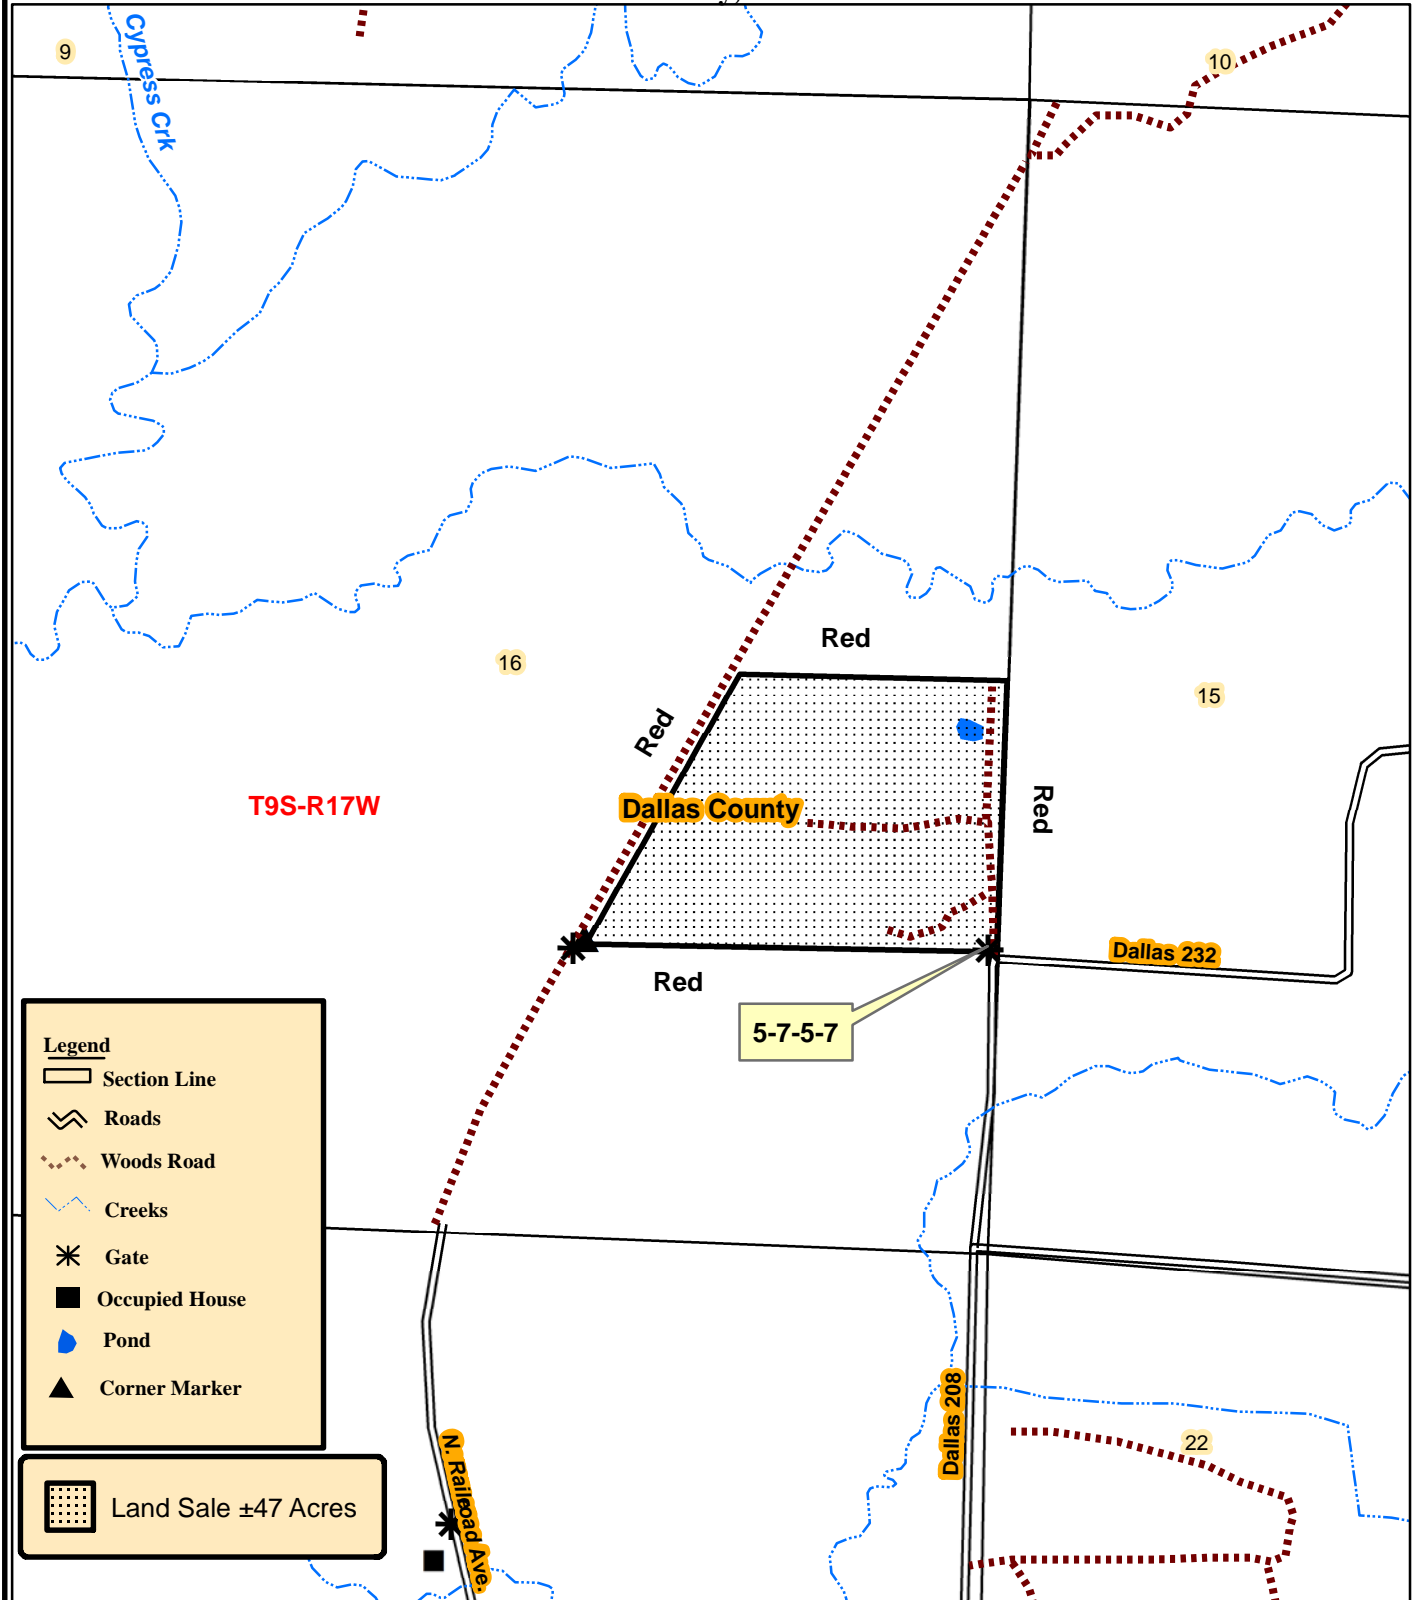 Cypress Crk
9
10
Red
16
15
Red
T9S-R17W
Dallas County
Red
Dallas 232
Red
5-7-5-7
Legend
Section Line
Roads
Woods Road
Creeks
Gate
Occupied House
Pond
Corner Marker
Dallas 208
22
N. Railroad Ave.
Land Sale ±47 Acres